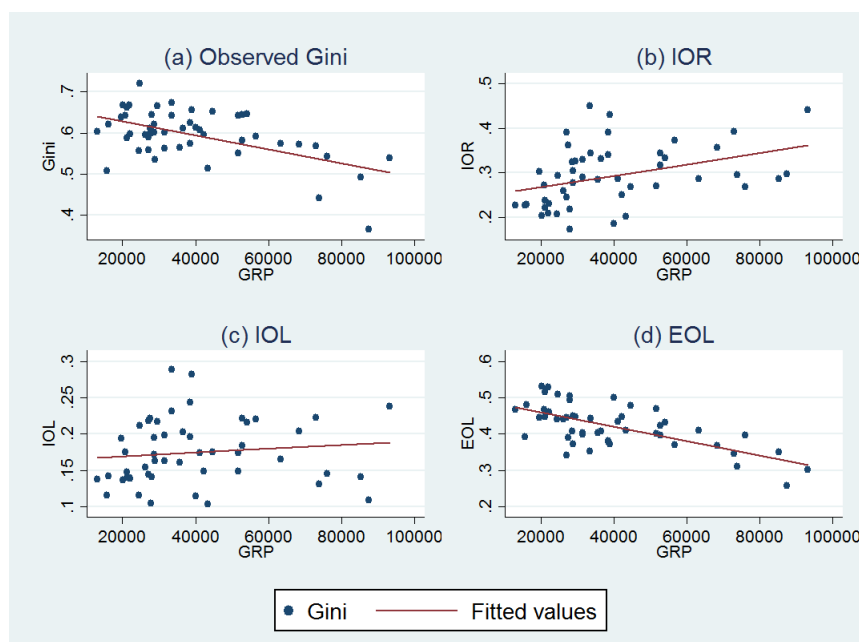 (a) Observed Gini
(b) IOR
Gini
.4 .5 .6 .7
20000 40000 60000 80000 100000
GRP
IOR
.2 .3 .4 .5
20000 40000 60000 80000 100000
GRP
(c) IOL
(d) EOL
IOL
.1 .15 .2 .25 .3
20000 40000 60000 80000 100000
GRP
EOL
.2 .3 .4 .5 .6
20000 40000 60000 80000 100000
GRP
Gini Fitted values